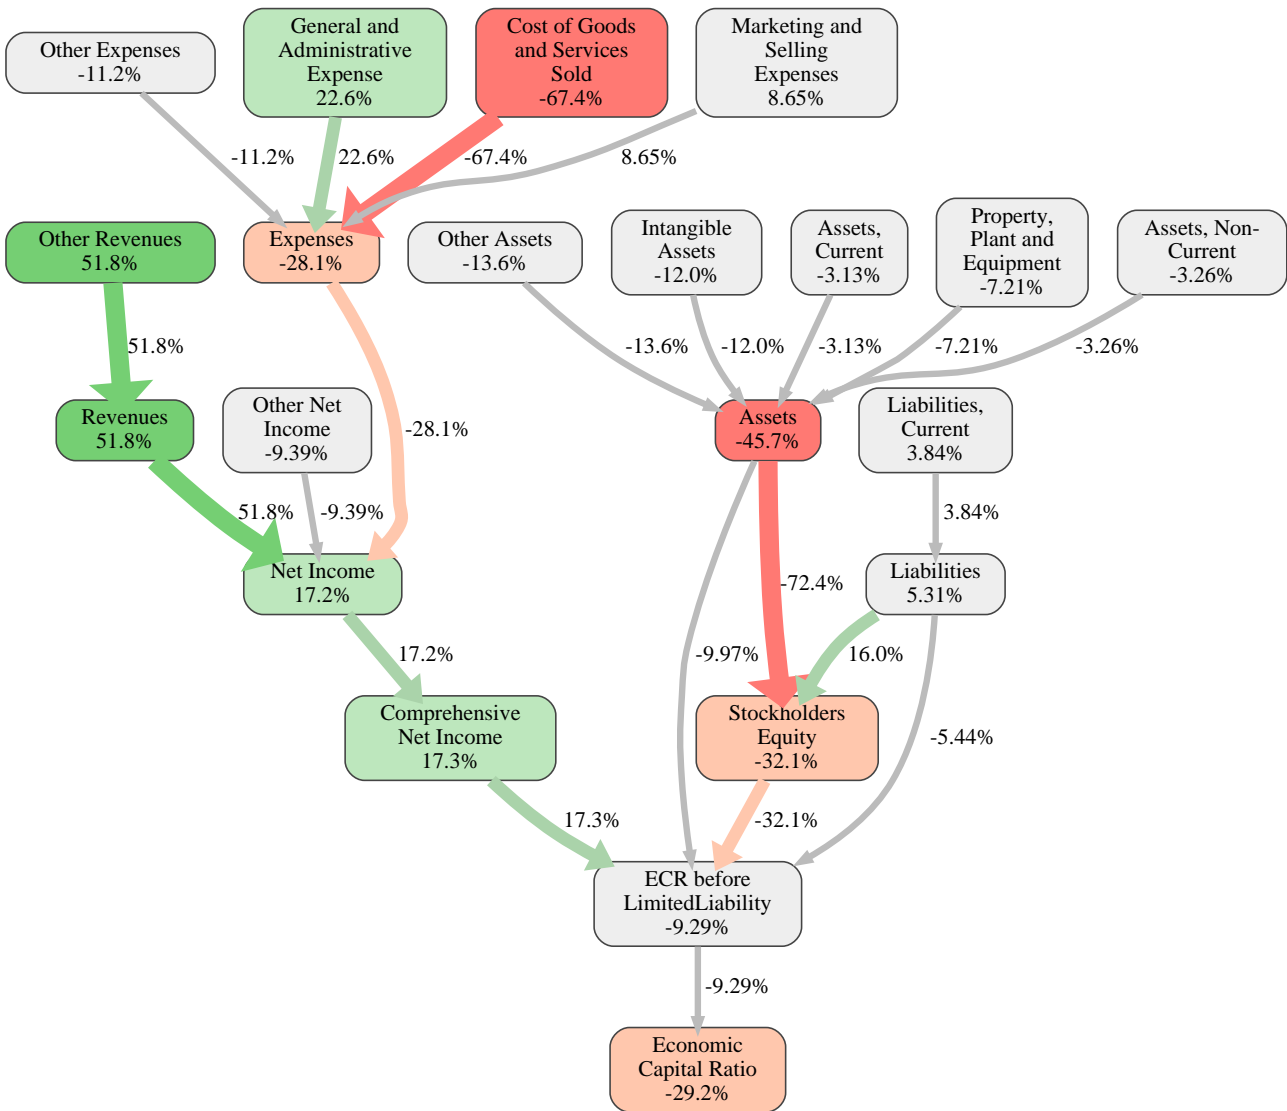 Other Expenses
-11.2%
General and
Administrative
Expense
22.6%
Cost of Goods
and Services
Sold
-67.4%
Marketing and
Selling
Expenses
8.65%
-11.2%
22.6%
-67.4%
8.65%
Other Revenues
51.8%
Expenses
-28.1%
Other Assets
-13.6%
Intangible
Assets
-12.0%
Assets,
Current
-3.13%
Property,
Plant and
Equipment
-7.21%
Assets, Non-
Current
-3.26%
51.8%
-13.6%
-12.0%
-3.13%
-7.21%
-3.26%
Revenues
51.8%
Other Net
Income
-9.39%
-28.1%
Assets
-45.7%
Liabilities,
Current
3.84%
51.8%
-9.39%
3.84%
Net Income
17.2%
-72.4%
Liabilities
5.31%
17.2%
-9.97%
16.0%
Comprehensive
Net Income
17.3%
Stockholders
Equity
-32.1%
-5.44%
17.3%
-32.1%
ECR before
LimitedLiability
-9.29%
-9.29%
Economic
Capital Ratio
-29.2%